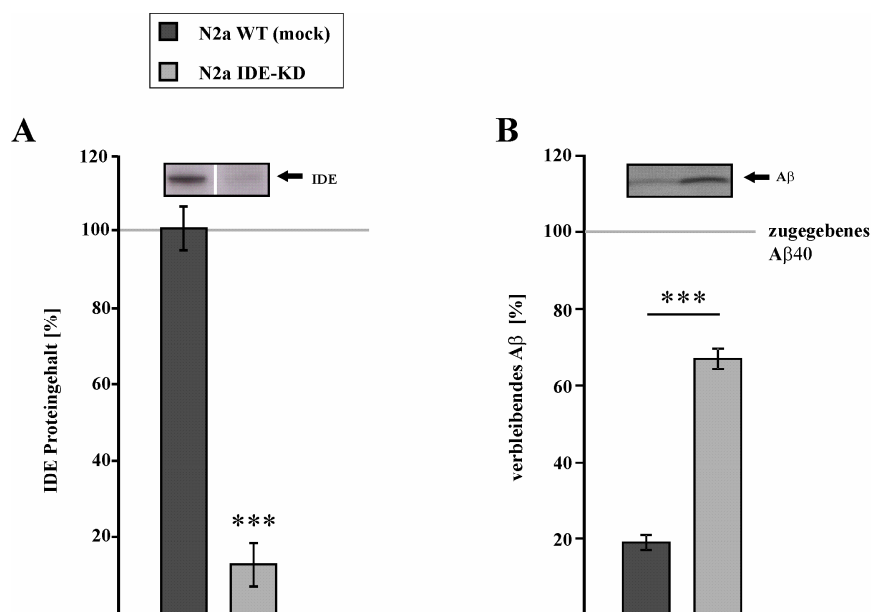 N2a WT (mock)
N2a IDE-KD
A
120
100
80
60
40
20
IDE Proteingehalt [%]
IDE
***
B
120
100
80
60
40
20
verbleibendes Aβ [%]
Aβ
zugegebenes
Aβ40
***